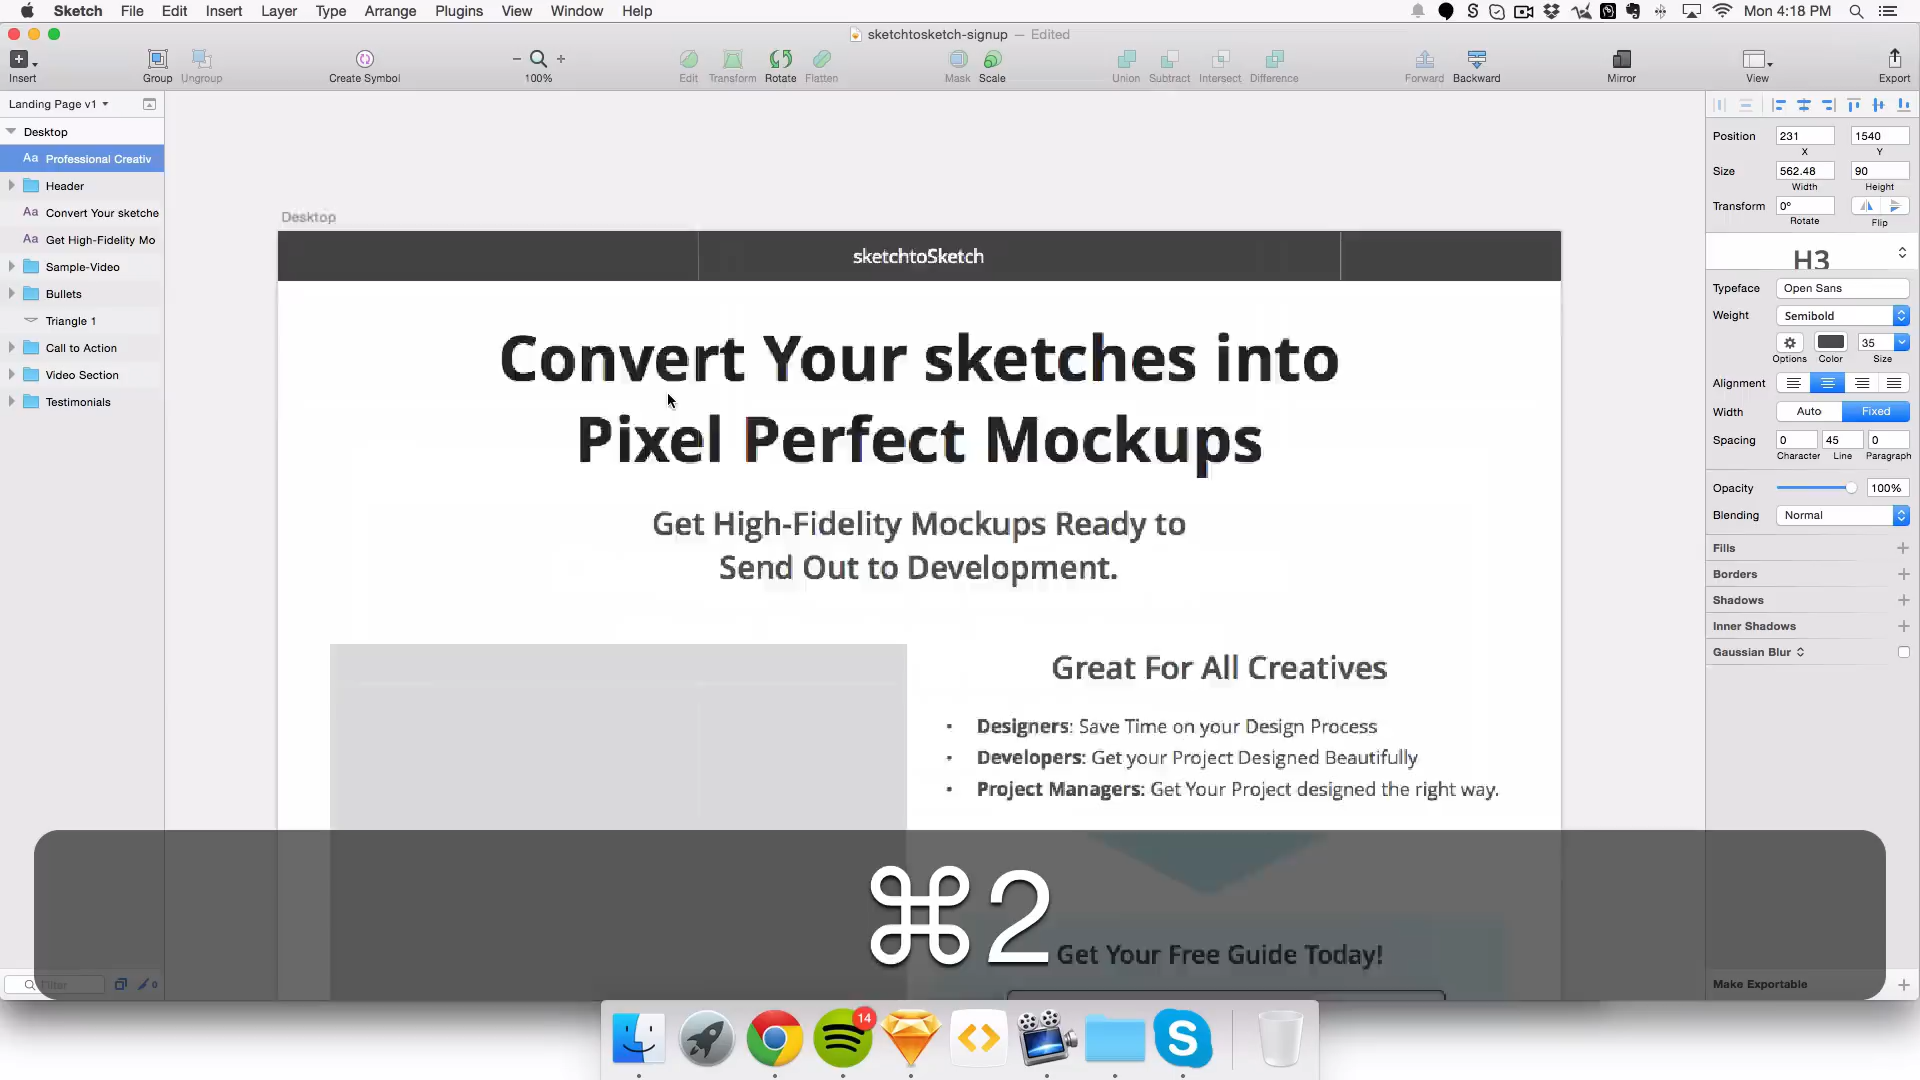 Sketch File Edit Insert Layer Type Arrange Plugins View Window Help Mon 4:18 PM
sketchtosketch-signup — Edited
Insert Group Ungroup Create Symbol 100% Edit Transform Rotate Flatten Mask Scale Union Subtract Intersect Difference Forward Backward Mirror View Export
Landing Page v1
Desktop
Professional Creativ
Header
Convert Your sketche
Get High-Fidelity Mo
Sample-Video
Bullets
Triangle 1
Call to Action
Video Section
Testimonials
Filter
0
Desktop
sketchtoSketch
Convert Your sketches into
Pixel Perfect Mockups
Get High-Fidelity Mockups Ready to
Send Out to Development.
Great For All Creatives
• Designers: Save Time on your Design Process
• Developers: Get your Project Designed Beautifully
• Project Managers: Get Your Project designed the right way.
⌘2
Get Your Free Guide Today!
Position 231 1540
X Y
Size 562.48 90
Width Height
Transform 0°
Rotate Flip
H3
Typeface Open Sans
Weight Semibold
35
Options Color Size
Alignment
Width Auto Fixed
Spacing 0 45 0
Character Line Paragraph
Opacity 100%
Blending Normal
Fills
Borders
Shadows
Inner Shadows
Gaussian Blur
Make Exportable
14